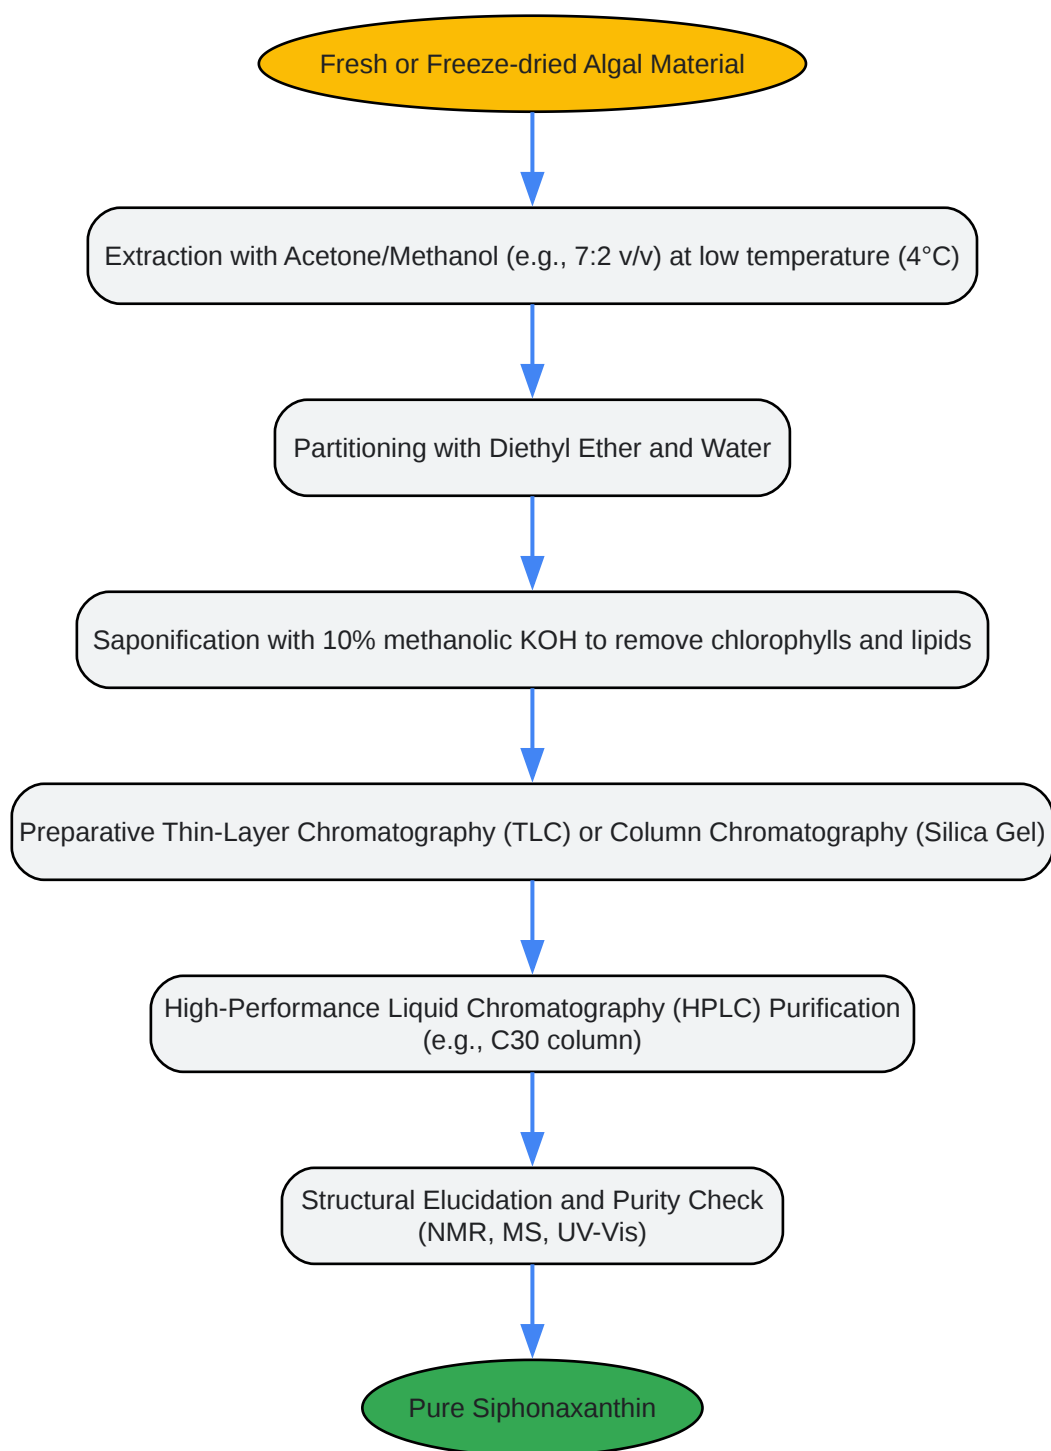 Fresh or Freeze-dried Algal Material
Extraction with Acetone/Methanol (e.g., 7:2 v/v) at low temperature (4°C)
Partitioning with Diethyl Ether and Water
Saponification with 10% methanolic KOH to remove chlorophylls and lipids
Preparative Thin-Layer Chromatography (TLC) or Column Chromatography (Silica Gel)
High-Performance Liquid Chromatography (HPLC) Purification
(e.g., C30 column)
Structural Elucidation and Purity Check
(NMR, MS, UV-Vis)
Pure Siphonaxanthin